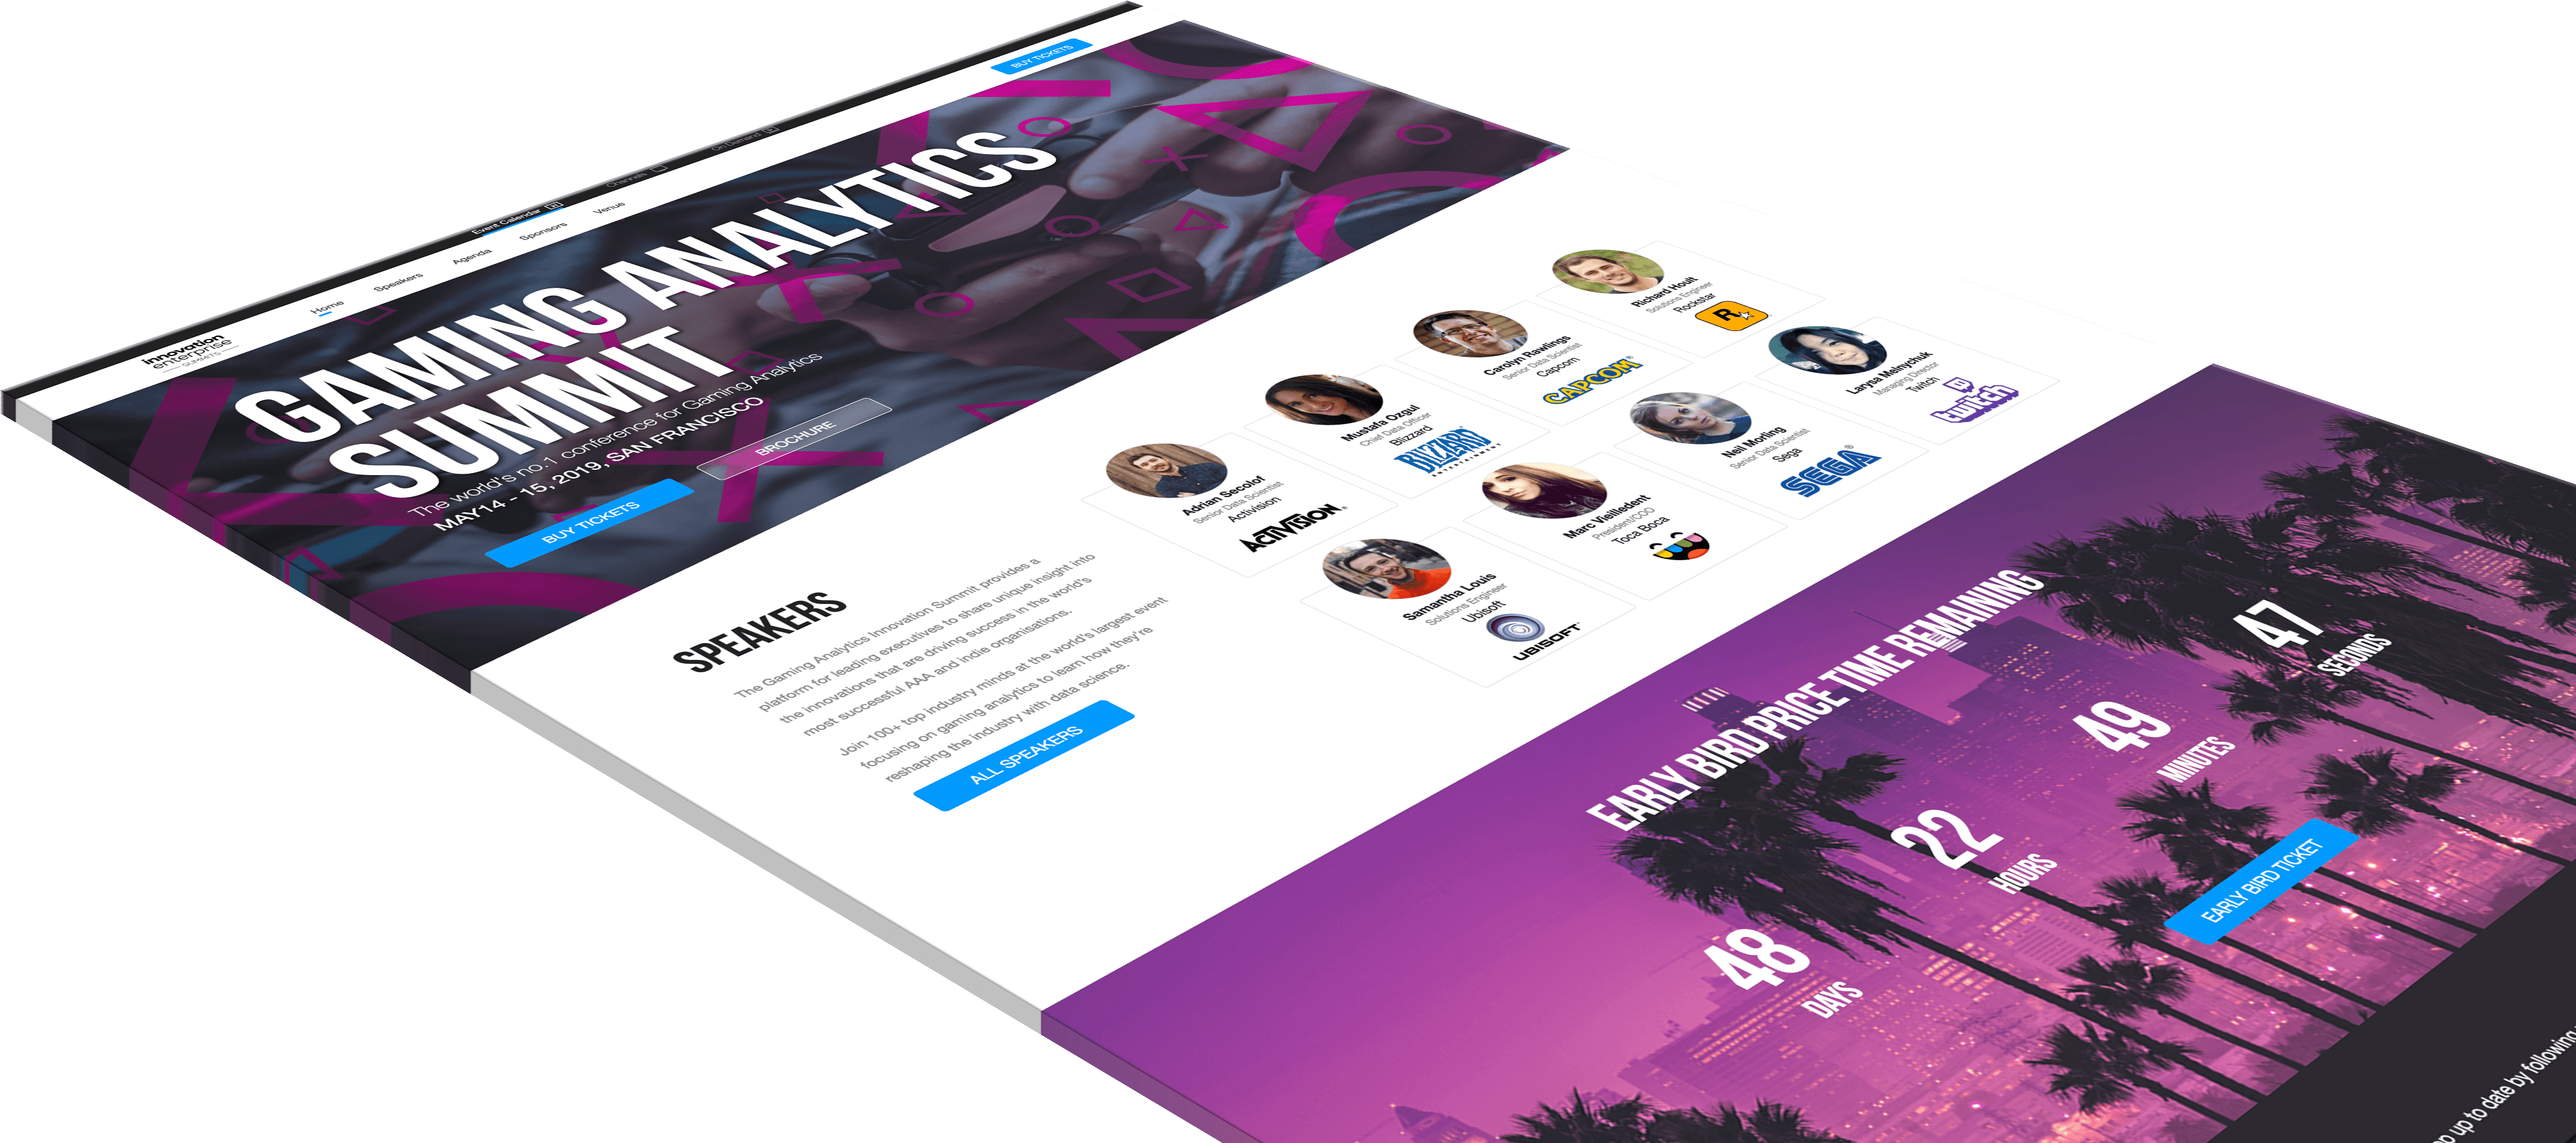 Event Calendar
Channels
On Demand
innovation
enterprise
SUMMITS
Home
Speakers
Agenda
Sponsors
Venue
BUY TICKETS
GAMING ANALYTICS
SUMMIT
The world's no.1 conference for Gaming Analytics
MAY14 - 15, 2019, SAN FRANCISCO
BUY TICKETS
BROCHURE
SPEAKERS
The Gaming Analytics Innovation Summit provides a
platform for leading executives to share unique insight into
the innovations that are driving success in the world's
most successful AAA and indie organisations.
Join 100+ top industry minds at the world's largest event
focusing on gaming analytics to learn how they're
reshaping the industry with data science.
ALL SPEAKERS
Adrian Secolof
Senior Data Scientist
Activision
ACTIVISION®
Mustafa Ozgul
Chief Data Officer
Blizzard
BLIZZARD
ENTERTAINMENT
Carolyn Rawlings
Senior Data Scientist
Capcom
CAPCOM®
Richard Hoult
Solutions Engineer
Rockstar
R
Samantha Louis
Solutions Engineer
Ubisoft
UBISOFT
Marc Vieilledent
President/COO
Toca Boca
Neil Morling
Senior Data Scientist
Sega
SEGA®
Larysa Melnychuk
Managing Director
Twitch
twitch
EARLY BIRD PRICE TIME REMAINING
48
DAYS
22
HOURS
49
MINUTES
47
SECONDS
EARLY BIRD TICKET
up to date by following